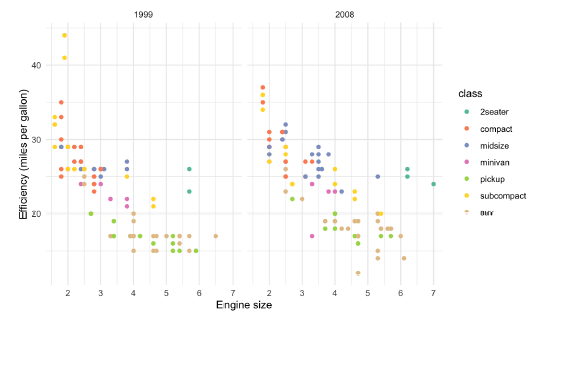 1999
2008
40
30
20
Efficiency (miles per gallon)
2 3 4 5 6 7
2 3 4 5 6 7
Engine size
class
2seater
compact
midsize
minivan
pickup
subcompact